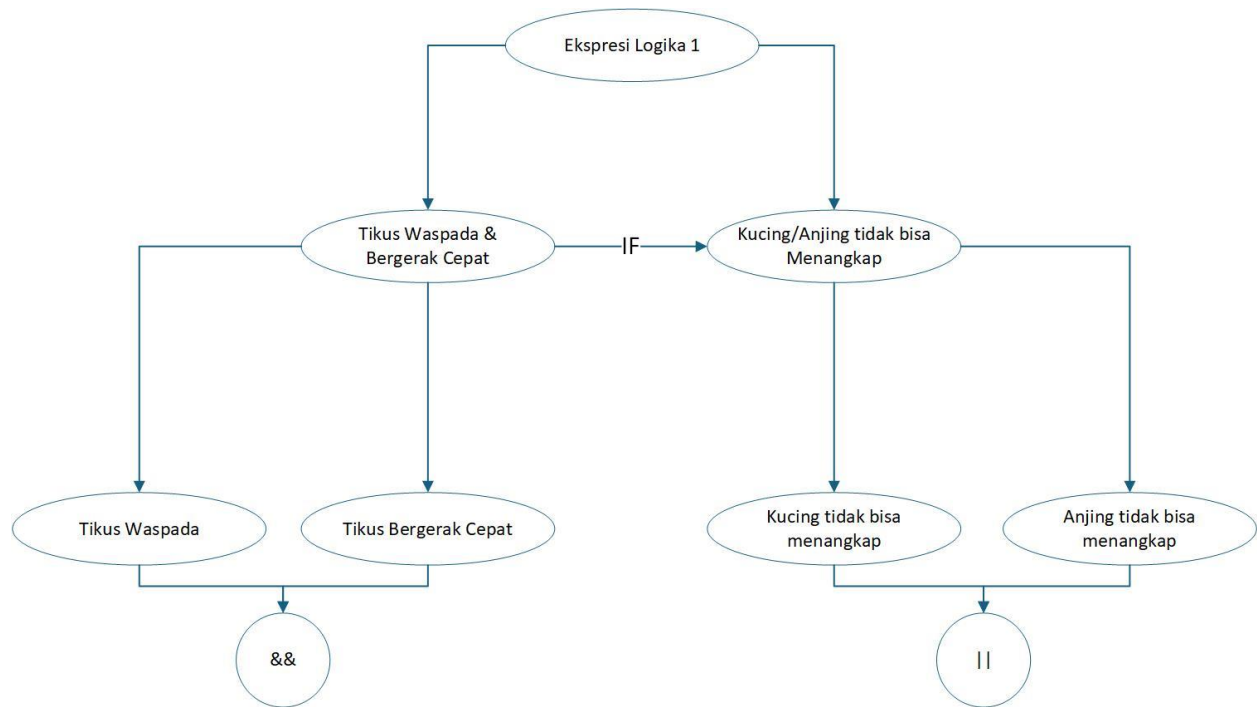 Ekspresi Logika 1
Tikus Waspada &
Bergerak Cepat
IF
Kucing/Anjing tidak bisa
Menangkap
Tikus Waspada
Tikus Bergerak Cepat
Kucing tidak bisa
menangkap
Anjing tidak bisa
menangkap
&&
||